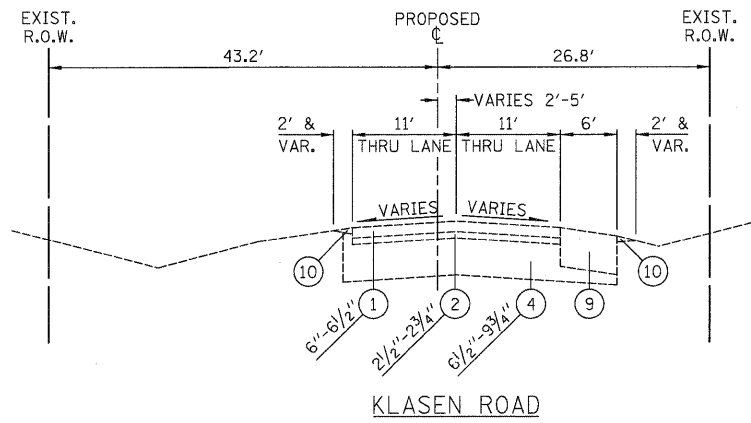 EXIST.
R.O.W.
PROPOSED
℄
EXIST.
R.O.W.
43.2'
26.8'
VARIES 2'-5'
2' &
VAR.
11'
THRU LANE
11'
THRU LANE
6'
2' &
VAR.
VARIES
VARIES
10
1
2
4
9
10
6"-6½"
2½"-2¾"
6½"-9¾"
KLASEN ROAD